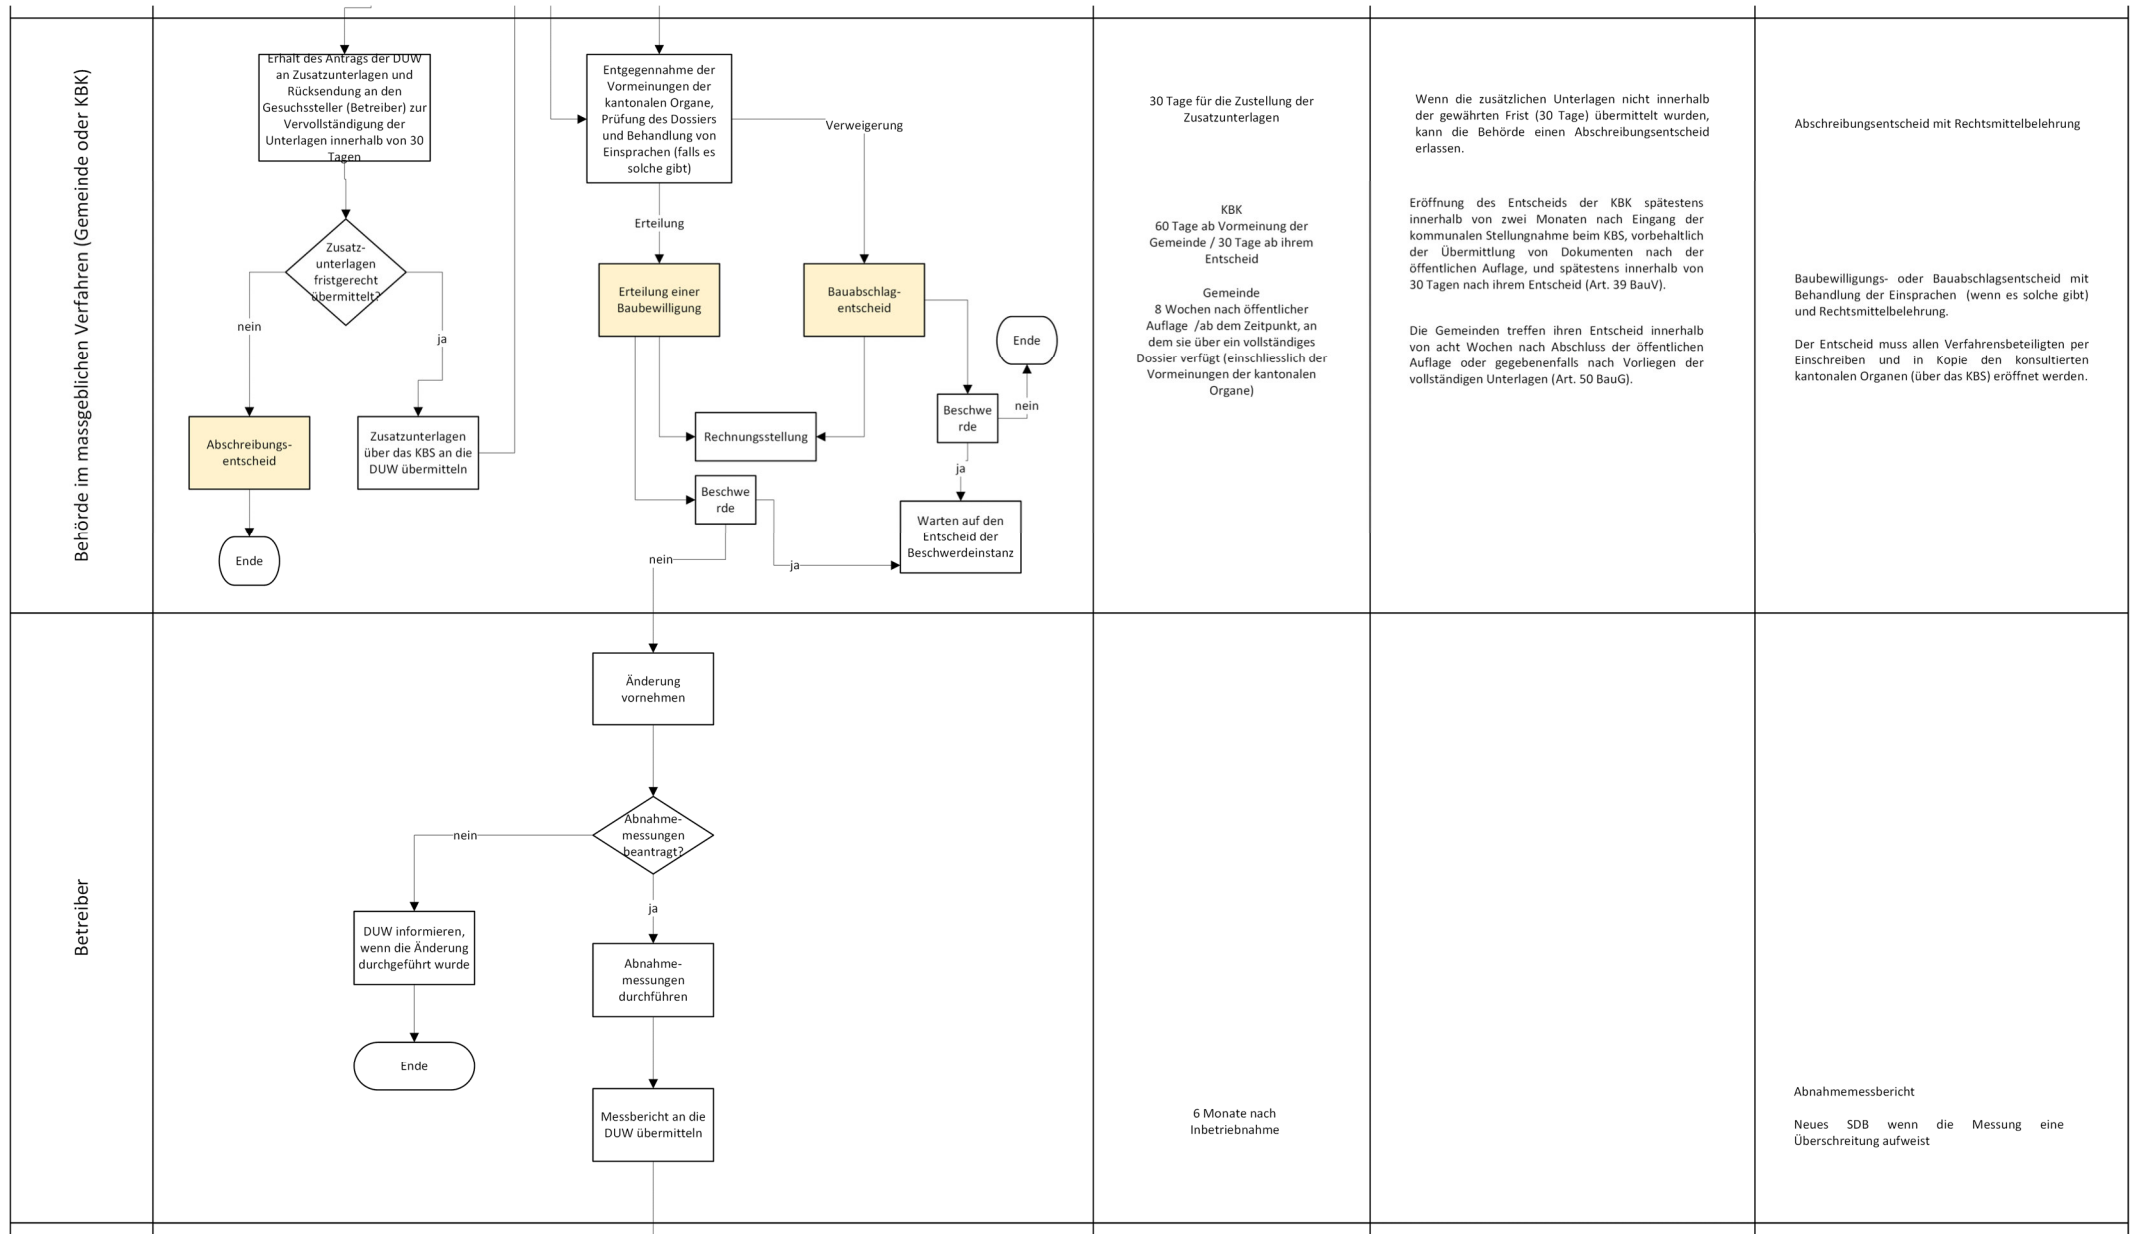 Behörde im massgeblichen Verfahren (Gemeinde oder KBK)
Erhalt des Antrags der DUW
an Zusatzunterlagen und
Rücksendung an den
Gesuchssteller (Betreiber) zur
Vervollständigung der
Unterlagen innerhalb von 30
Tagen
Zusatz-
unterlagen
fristgerecht
übermittelt?
nein
ja
Abschreibungs-
entscheid
Zusatzunterlagen
über das KBS an die
DUW übermitteln
Ende
Entgegennahme der
Vormeinungen der
kantonalen Organe,
Prüfung des Dossiers
und Behandlung von
Einsprachen (falls es
solche gibt)
Verweigerung
Erteilung
Erteilung einer
Baubewilligung
Bauabschlag-
entscheid
Ende
nein
Beschwe
rde
Rechnungsstellung
ja
Beschwe
rde
Warten auf den
Entscheid der
Beschwerdeinstanz
nein
ja
30 Tage für die Zustellung der
Zusatzunterlagen
KBK
60 Tage ab Vormeinung der
Gemeinde / 30 Tage ab ihrem
Entscheid
Gemeinde
8 Wochen nach öffentlicher
Auflage /ab dem Zeitpunkt, an
dem sie über ein vollständiges
Dossier verfügt (einschliesslich der
Vormeinungen der kantonalen
Organe)
Wenn die zusätzlichen Unterlagen nicht innerhalb
der gewährten Frist (30 Tage) übermittelt wurden,
kann die Behörde einen Abschreibungsentscheid
erlassen.
Eröffnung des Entscheids der KBK spätestens
innerhalb von zwei Monaten nach Eingang der
kommunalen Stellungnahme beim KBS, vorbehaltlich
der Übermittlung von Dokumenten nach der
öffentlichen Auflage, und spätestens innerhalb von
30 Tagen nach ihrem Entscheid (Art. 39 BauV).
Die Gemeinden treffen ihren Entscheid innerhalb
von acht Wochen nach Abschluss der öffentlichen
Auflage oder gegebenenfalls nach Vorliegen der
vollständigen Unterlagen (Art. 50 BauG).
Abschreibungsentscheid mit Rechtsmittelbelehrung
Baubewilligungs- oder Bauabschlagsentscheid mit
Behandlung der Einsprachen (wenn es solche gibt)
und Rechtsmittelbelehrung.
Der Entscheid muss allen Verfahrensbeteiligten per
Einschreiben und in Kopie den konsultierten
kantonalen Organen (über das KBS) eröffnet werden.
Betreiber
Änderung
vornehmen
Abnahme-
messungen
beantragt?
nein
ja
DUW informieren,
wenn die Änderung
durchgeführt wurde
Abnahme-
messungen
durchführen
Ende
Messbericht an die
DUW übermitteln
6 Monate nach
Inbetriebnahme
Abnahmemessbericht
Neues SDB wenn die Messung eine
Überschreitung aufweist